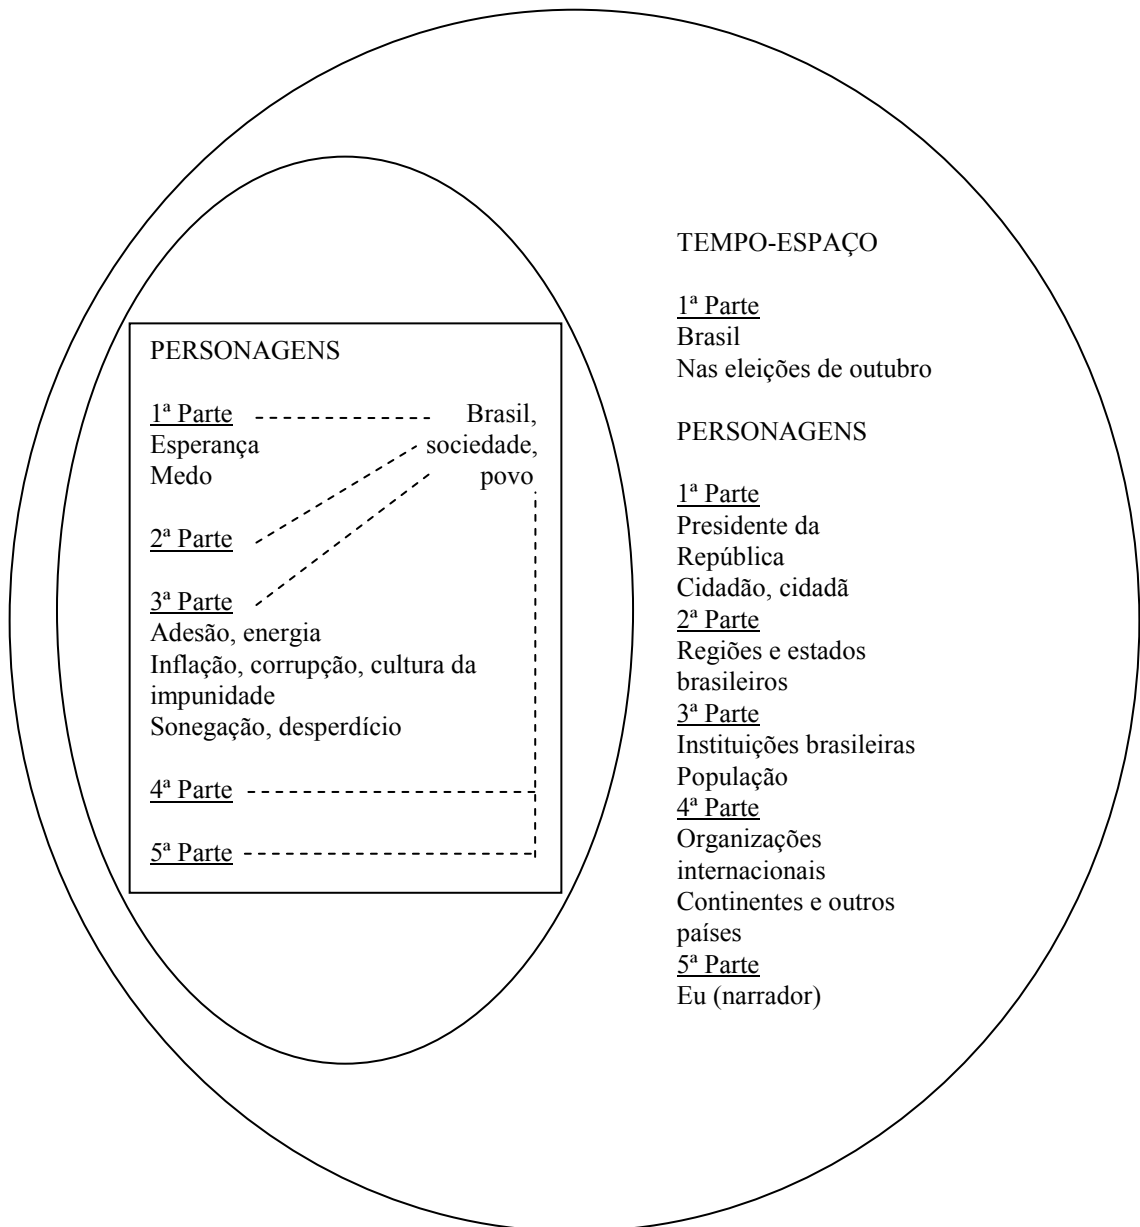 PERSONAGENS
1ª Parte Brasil,
Esperança sociedade,
Medo povo
2ª Parte
3ª Parte
Adesão, energia
Inflação, corrupção, cultura da
impunidade
Sonegação, desperdício
4ª Parte
5ª Parte
TEMPO-ESPAÇO
1ª Parte
Brasil
Nas eleições de outubro
PERSONAGENS
1ª Parte
Presidente da
República
Cidadão, cidadã
2ª Parte
Regiões e estados
brasileiros
3ª Parte
Instituições brasileiras
População
4ª Parte
Organizações
internacionais
Continentes e outros
países
5ª Parte
Eu (narrador)